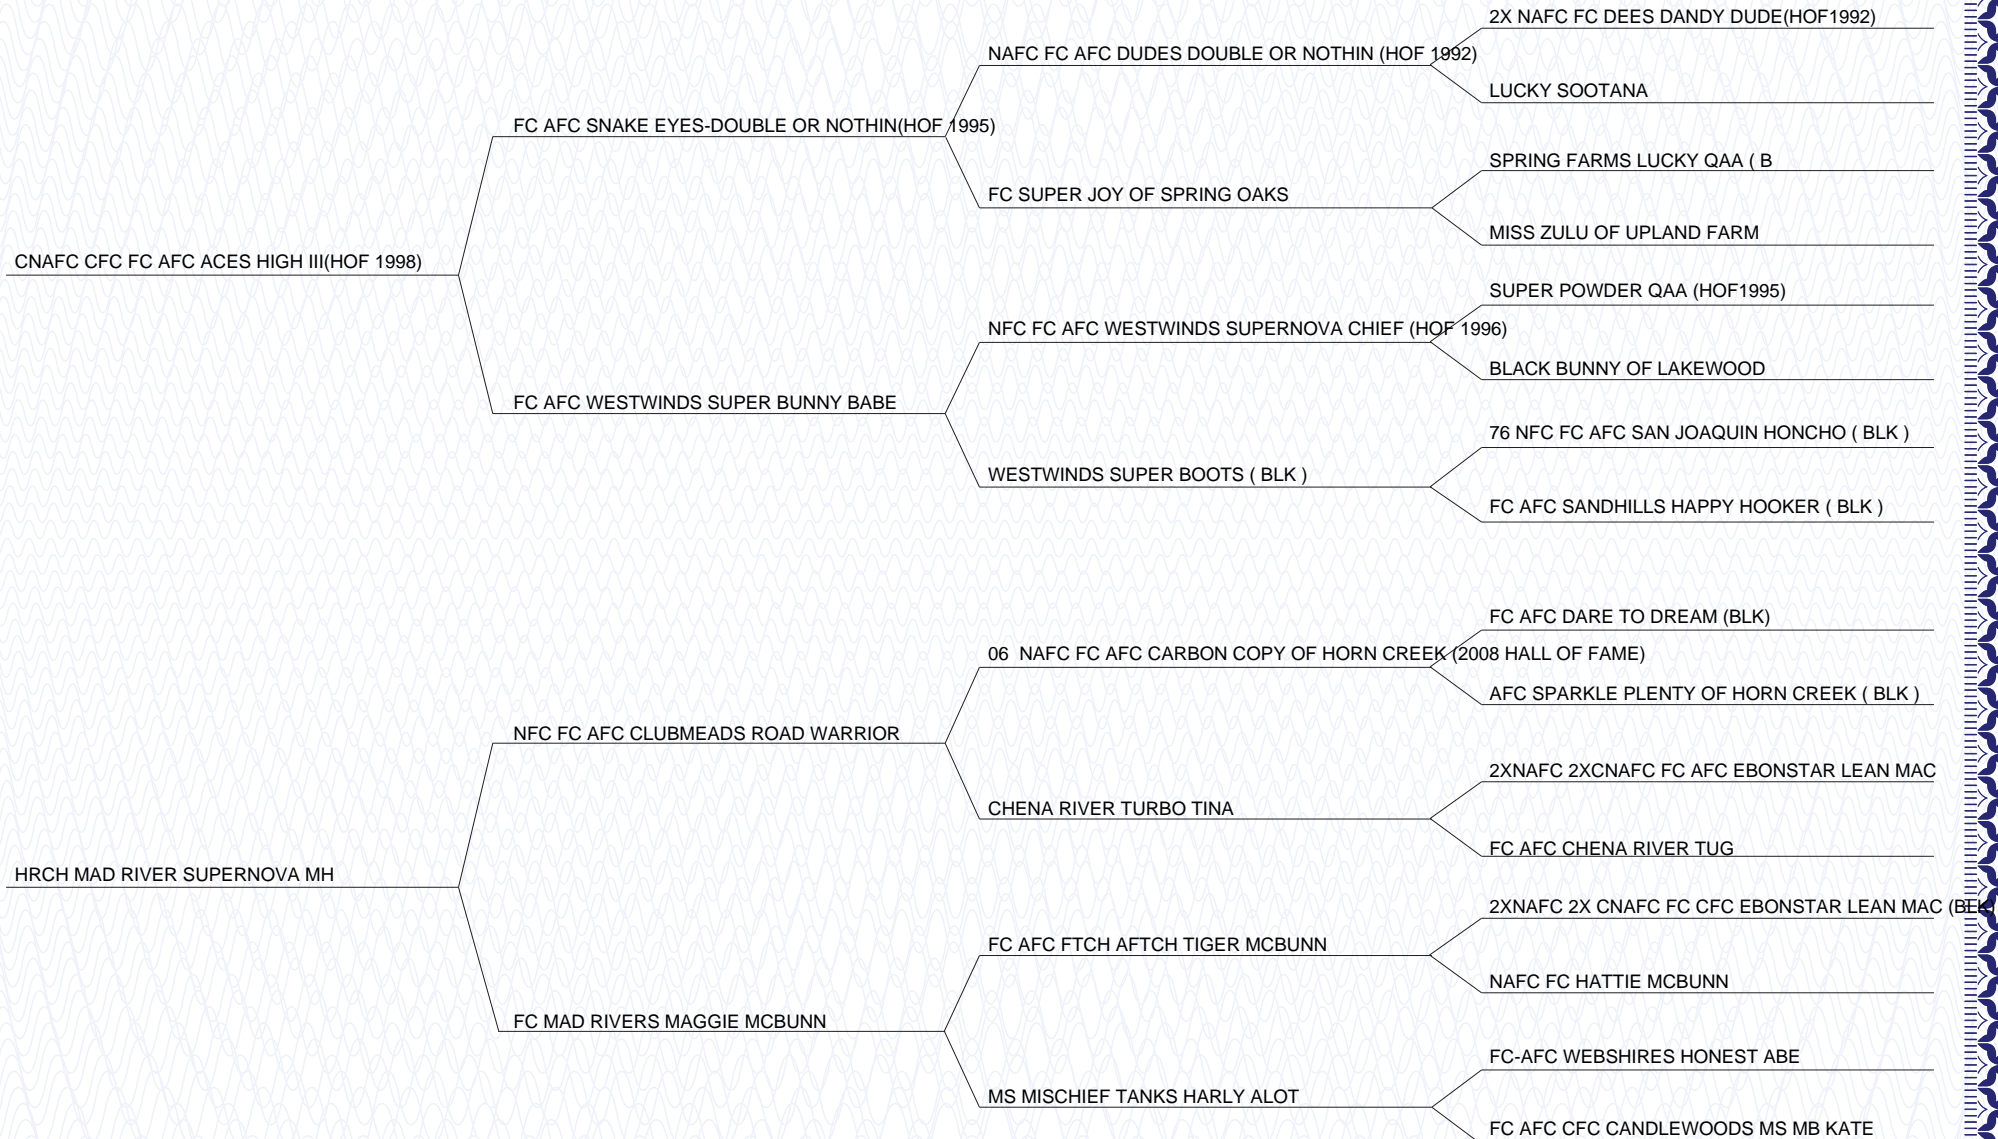 2X NAFC FC DEES DANDY DUDE(HOF1992)
NAFC FC AFC DUDES DOUBLE OR NOTHIN (HOF 1992)
LUCKY SOOTANA
FC AFC SNAKE EYES-DOUBLE OR NOTHIN(HOF 1995)
SPRING FARMS LUCKY QAA ( B
FC SUPER JOY OF SPRING OAKS
MISS ZULU OF UPLAND FARM
CNAFC CFC FC AFC ACES HIGH III(HOF 1998)
SUPER POWDER QAA (HOF1995)
NFC FC AFC WESTWINDS SUPERNOVA CHIEF (HOF 1996)
BLACK BUNNY OF LAKEWOOD
FC AFC WESTWINDS SUPER BUNNY BABE
76 NFC FC AFC SAN JOAQUIN HONCHO ( BLK )
WESTWINDS SUPER BOOTS ( BLK )
FC AFC SANDHILLS HAPPY HOOKER ( BLK )
FC AFC DARE TO DREAM (BLK)
06  NAFC FC AFC CARBON COPY OF HORN CREEK (2008 HALL OF FAME)
AFC SPARKLE PLENTY OF HORN CREEK ( BLK )
NFC FC AFC CLUBMEADS ROAD WARRIOR
2XNAFC 2XCNAFC FC AFC EBONSTAR LEAN MAC
CHENA RIVER TURBO TINA
FC AFC CHENA RIVER TUG
HRCH MAD RIVER SUPERNOVA MH
2XNAFC 2X CNAFC FC CFC EBONSTAR LEAN MAC (BLK)
FC AFC FTCH AFTCH TIGER MCBUNN
NAFC FC HATTIE MCBUNN
FC MAD RIVERS MAGGIE MCBUNN
FC-AFC WEBSHIRES HONEST ABE
MS MISCHIEF TANKS HARLY ALOT
FC AFC CFC CANDLEWOODS MS MB KATE